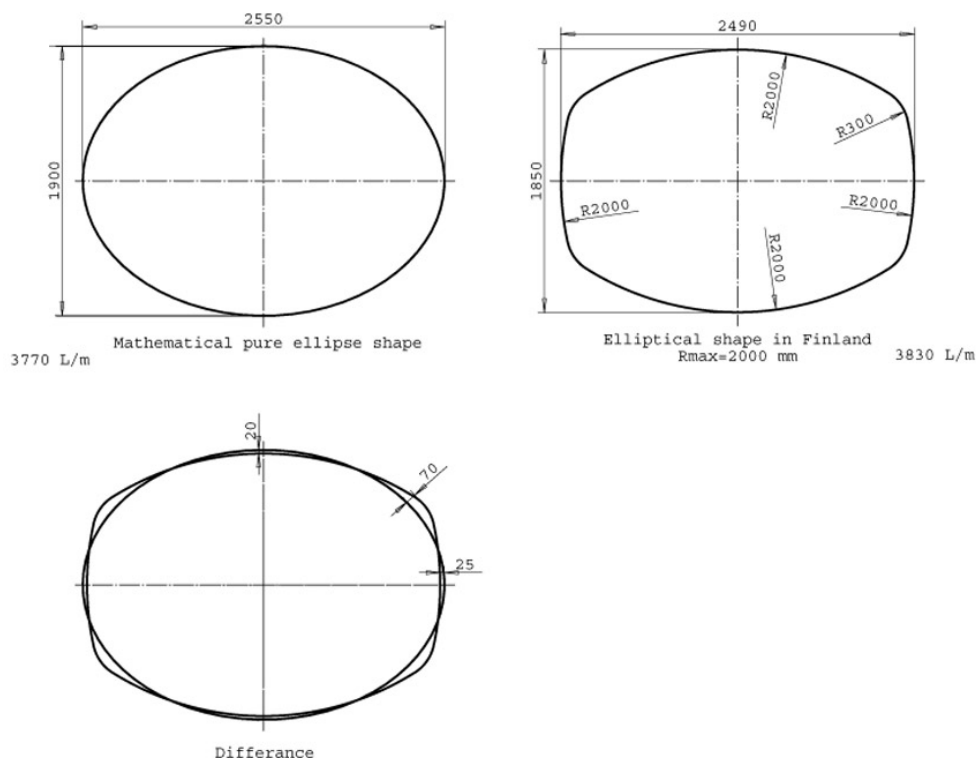 2550
1900
Mathematical pure ellipse shape
3770 L/m
2490
1850
R2000
R300
R2000
R2000
R2000
Elliptical shape in Finland
Rmax=2000 mm
3830 L/m
20
70
25
Differance